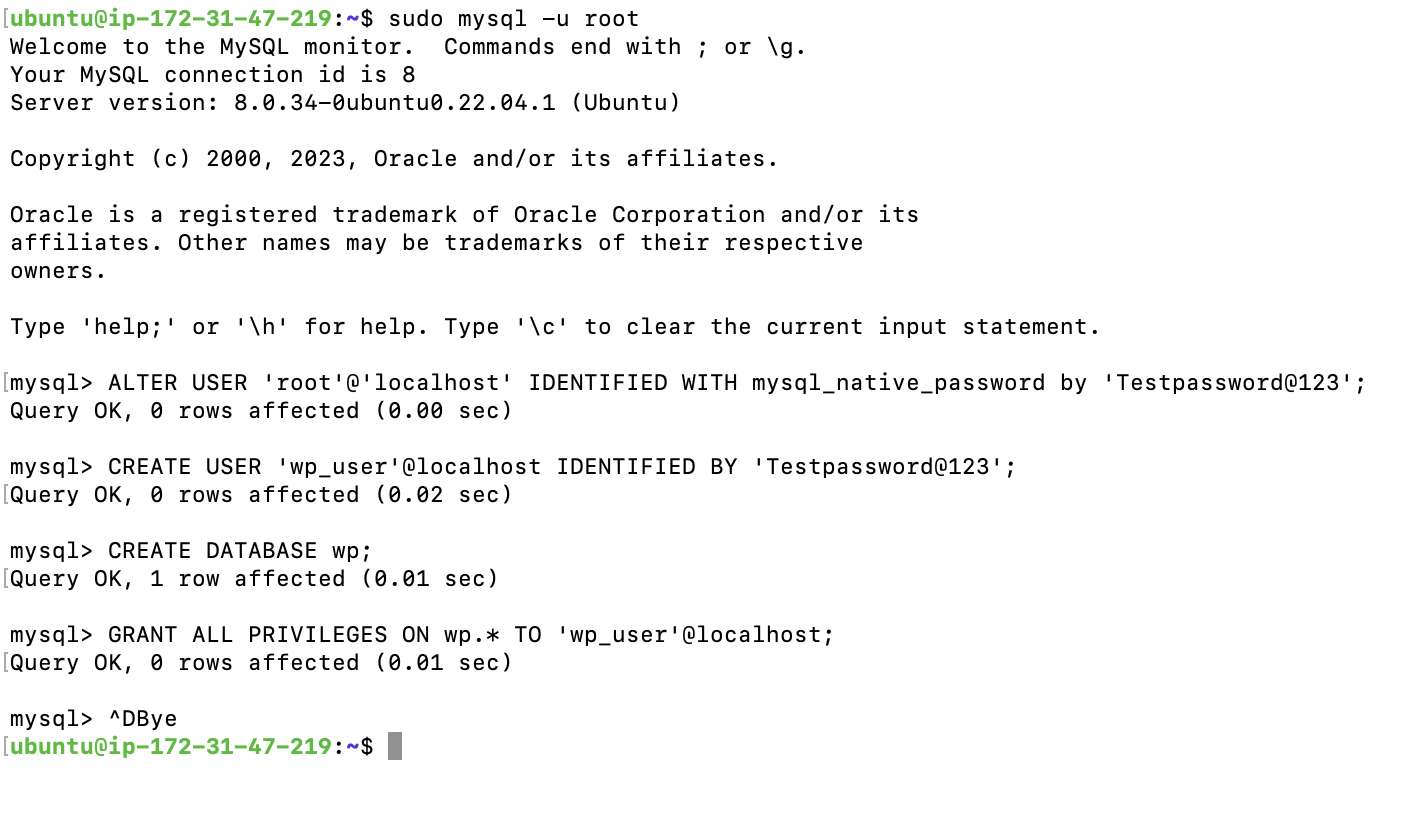 [ubuntu@ip-172-31-47-219:~$ sudo mysql -u root
Welcome to the MySQL monitor.  Commands end with ; or \g.
Your MySQL connection id is 8
Server version: 8.0.34-0ubuntu0.22.04.1 (Ubuntu)

Copyright (c) 2000, 2023, Oracle and/or its affiliates.

Oracle is a registered trademark of Oracle Corporation and/or its
affiliates. Other names may be trademarks of their respective
owners.

Type 'help;' or '\h' for help. Type '\c' to clear the current input statement.

[mysql> ALTER USER 'root'@'localhost' IDENTIFIED WITH mysql_native_password by 'Testpassword@123';
Query OK, 0 rows affected (0.00 sec)

mysql> CREATE USER 'wp_user'@localhost IDENTIFIED BY 'Testpassword@123';
[Query OK, 0 rows affected (0.02 sec)

mysql> CREATE DATABASE wp;
[Query OK, 1 row affected (0.01 sec)

mysql> GRANT ALL PRIVILEGES ON wp.* TO 'wp_user'@localhost;
[Query OK, 0 rows affected (0.01 sec)

mysql> ^DBye
[ubuntu@ip-172-31-47-219:~$